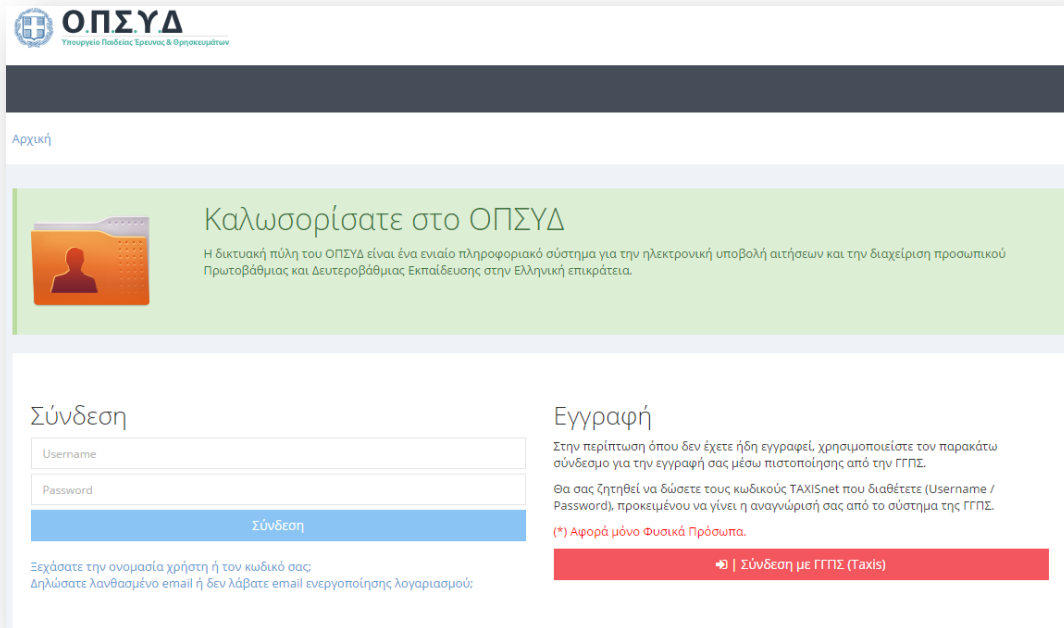 Ο.Π.Σ.Υ.Δ
Υπουργείο Παιδείας Έρευνας & Θρησκευμάτων
Αρχική
Καλωσορίσατε στο ΟΠΣΥΔ
Η δικτυακή πύλη του ΟΠΣΥΔ είναι ένα ενιαίο πληροφοριακό σύστημα για την ηλεκτρονική υποβολή αιτήσεων και την διαχείριση προσωπικού
Πρωτοβάθμιας και Δευτεροβάθμιας Εκπαίδευσης στην Ελληνική επικράτεια.
Σύνδεση
Username
Password
Σύνδεση
Ξεχάσατε την ονομασία χρήστη ή τον κωδικό σας;
Δηλώσατε λανθασμένο email ή δεν λάβατε email ενεργοποίησης λογαριασμού;
Εγγραφή
Στην περίπτωση όπου δεν έχετε ήδη εγγραφεί, χρησιμοποιείστε τον παρακάτω
σύνδεσμο για την εγγραφή σας μέσω πιστοποίησης από την ΓΓΠΣ.
Θα σας ζητηθεί να δώσετε τους κωδικούς TAXISnet που διαθέτετε (Username /
Password), προκειμένου να γίνει η αναγνώρισή σας από το σύστημα της ΓΓΠΣ.
(*) Αφορά μόνο Φυσικά Πρόσωπα.
| Σύνδεση με ΓΓΠΣ (Taxis)